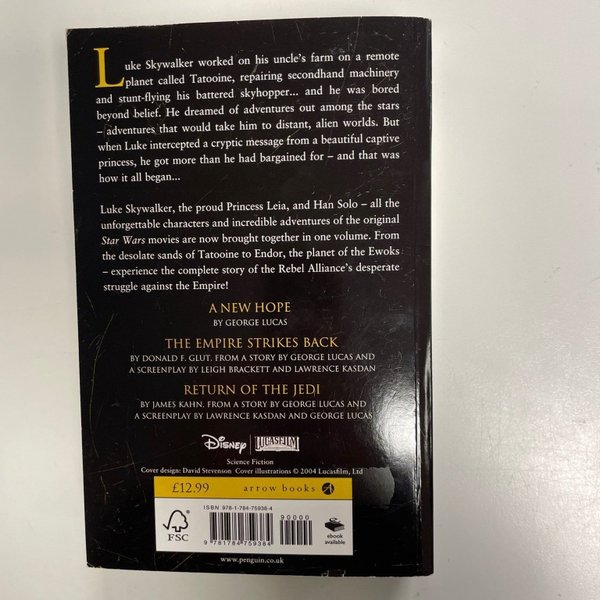 Luke Skywalker worked on his uncle's farm on a remote
planet called Tatooine, repairing secondhand machinery
and stunt-flying his battered skyhopper... and he was bored
beyond belief. He dreamed of adventures out among the stars
– adventures that would take him to distant, alien worlds. But
when Luke intercepted a cryptic message from a beautiful captive
princess, he got more than he had bargained for – and that was
how it all began...
Luke Skywalker, the proud Princess Leia, and Han Solo – all the
unforgettable characters and incredible adventures of the original
Star Wars movies are now brought together in one volume. From
the desolate sands of Tatooine to Endor, the planet of the Ewoks
– experience the complete story of the Rebel Alliance's desperate
struggle against the Empire!
A NEW HOPE
BY GEORGE LUCAS
THE EMPIRE STRIKES BACK
BY DONALD F. GLUT, FROM A STORY BY GEORGE LUCAS AND
A SCREENPLAY BY LEIGH BRACKETT AND LAWRENCE KASDAN
RETURN OF THE JEDI
BY JAMES KAHN, FROM A STORY BY GEORGE LUCAS AND
A SCREENPLAY BY LAWRENCE KASDAN AND GEORGE LUCAS
Disney LUCASFILM
Science Fiction
Cover design: David Stevenson Cover illustrations © 2004 Lucasfilm, Ltd
£12.99 arrow books
ISBN 978-1-784-75938-4
90000
FSC
9 781784 759384
ebook
available
www.penguin.co.uk